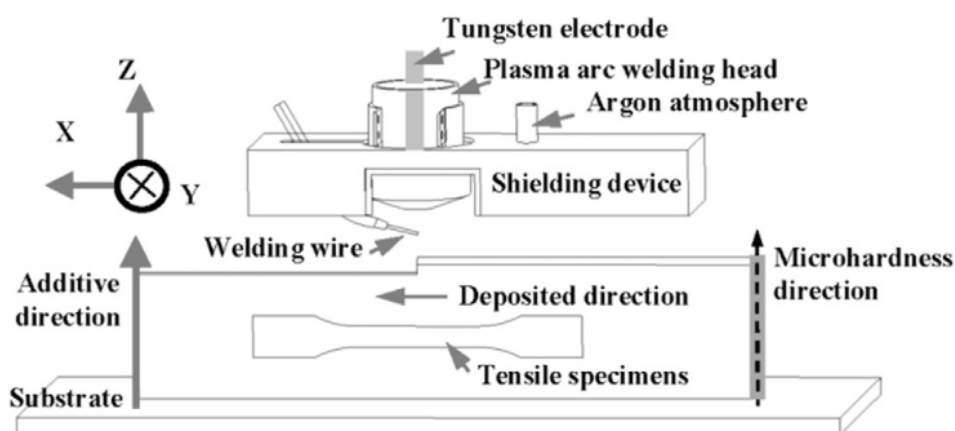 Tungsten electrode
Plasma arc welding head
Argon atmosphere
Z
X
Y
Shielding device
Welding wire
Additive
direction
Microhardness
direction
Deposited direction
Tensile specimens
Substrate